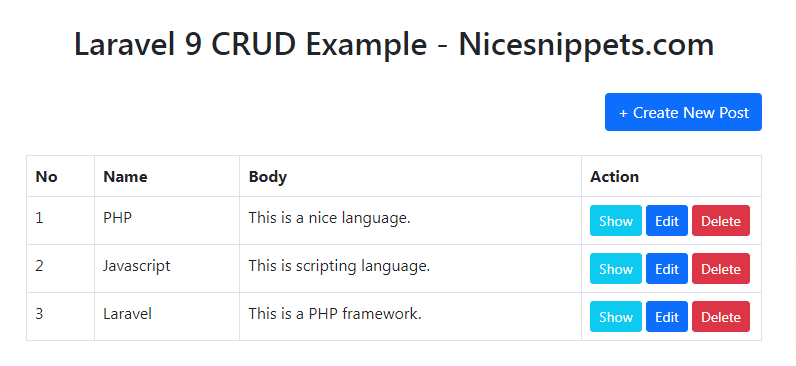 Laravel 9 CRUD Example - Nicesnippets.com
+ Create New Post
No Name Body Action
1 PHP This is a nice language. Show Edit Delete
2 Javascript This is scripting language. Show Edit Delete
3 Laravel This is a PHP framework. Show Edit Delete